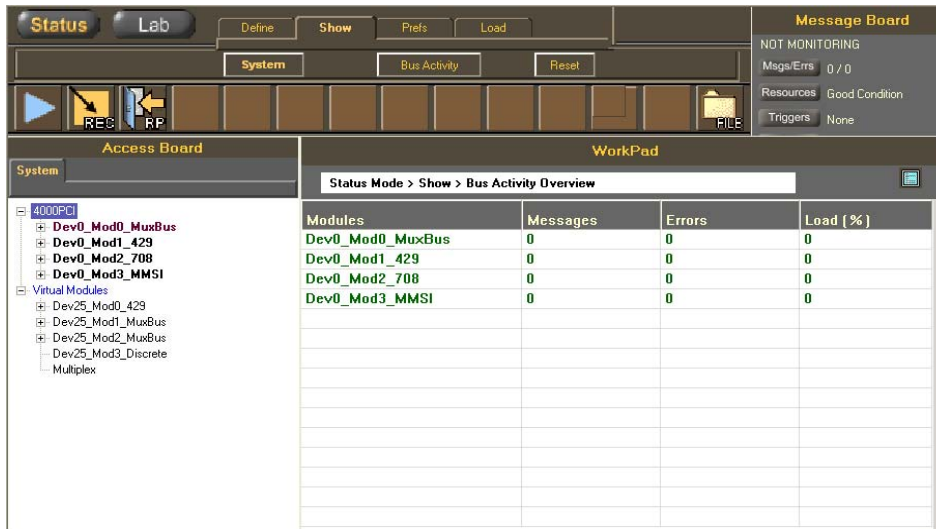 Status Lab Define Show Prefs Load
System Bus Activity Reset
REC RP FILE
Message Board
NOT MONITORING
Msgs/Errs 0 / 0
Resources Good Condition
Triggers None
Access Board
System
4000PCI
Dev0_Mod0_MuxBus
Dev0_Mod1_429
Dev0_Mod2_708
Dev0_Mod3_MMSI
Virtual Modules
Dev25_Mod0_429
Dev25_Mod1_MuxBus
Dev25_Mod2_MuxBus
Dev25_Mod3_Discrete
Multiplex
WorkPad
Status Mode > Show > Bus Activity Overview
Modules Messages Errors Load (%)
Dev0_Mod0_MuxBus 0 0 0
Dev0_Mod1_429 0 0 0
Dev0_Mod2_708 0 0 0
Dev0_Mod3_MMSI 0 0 0